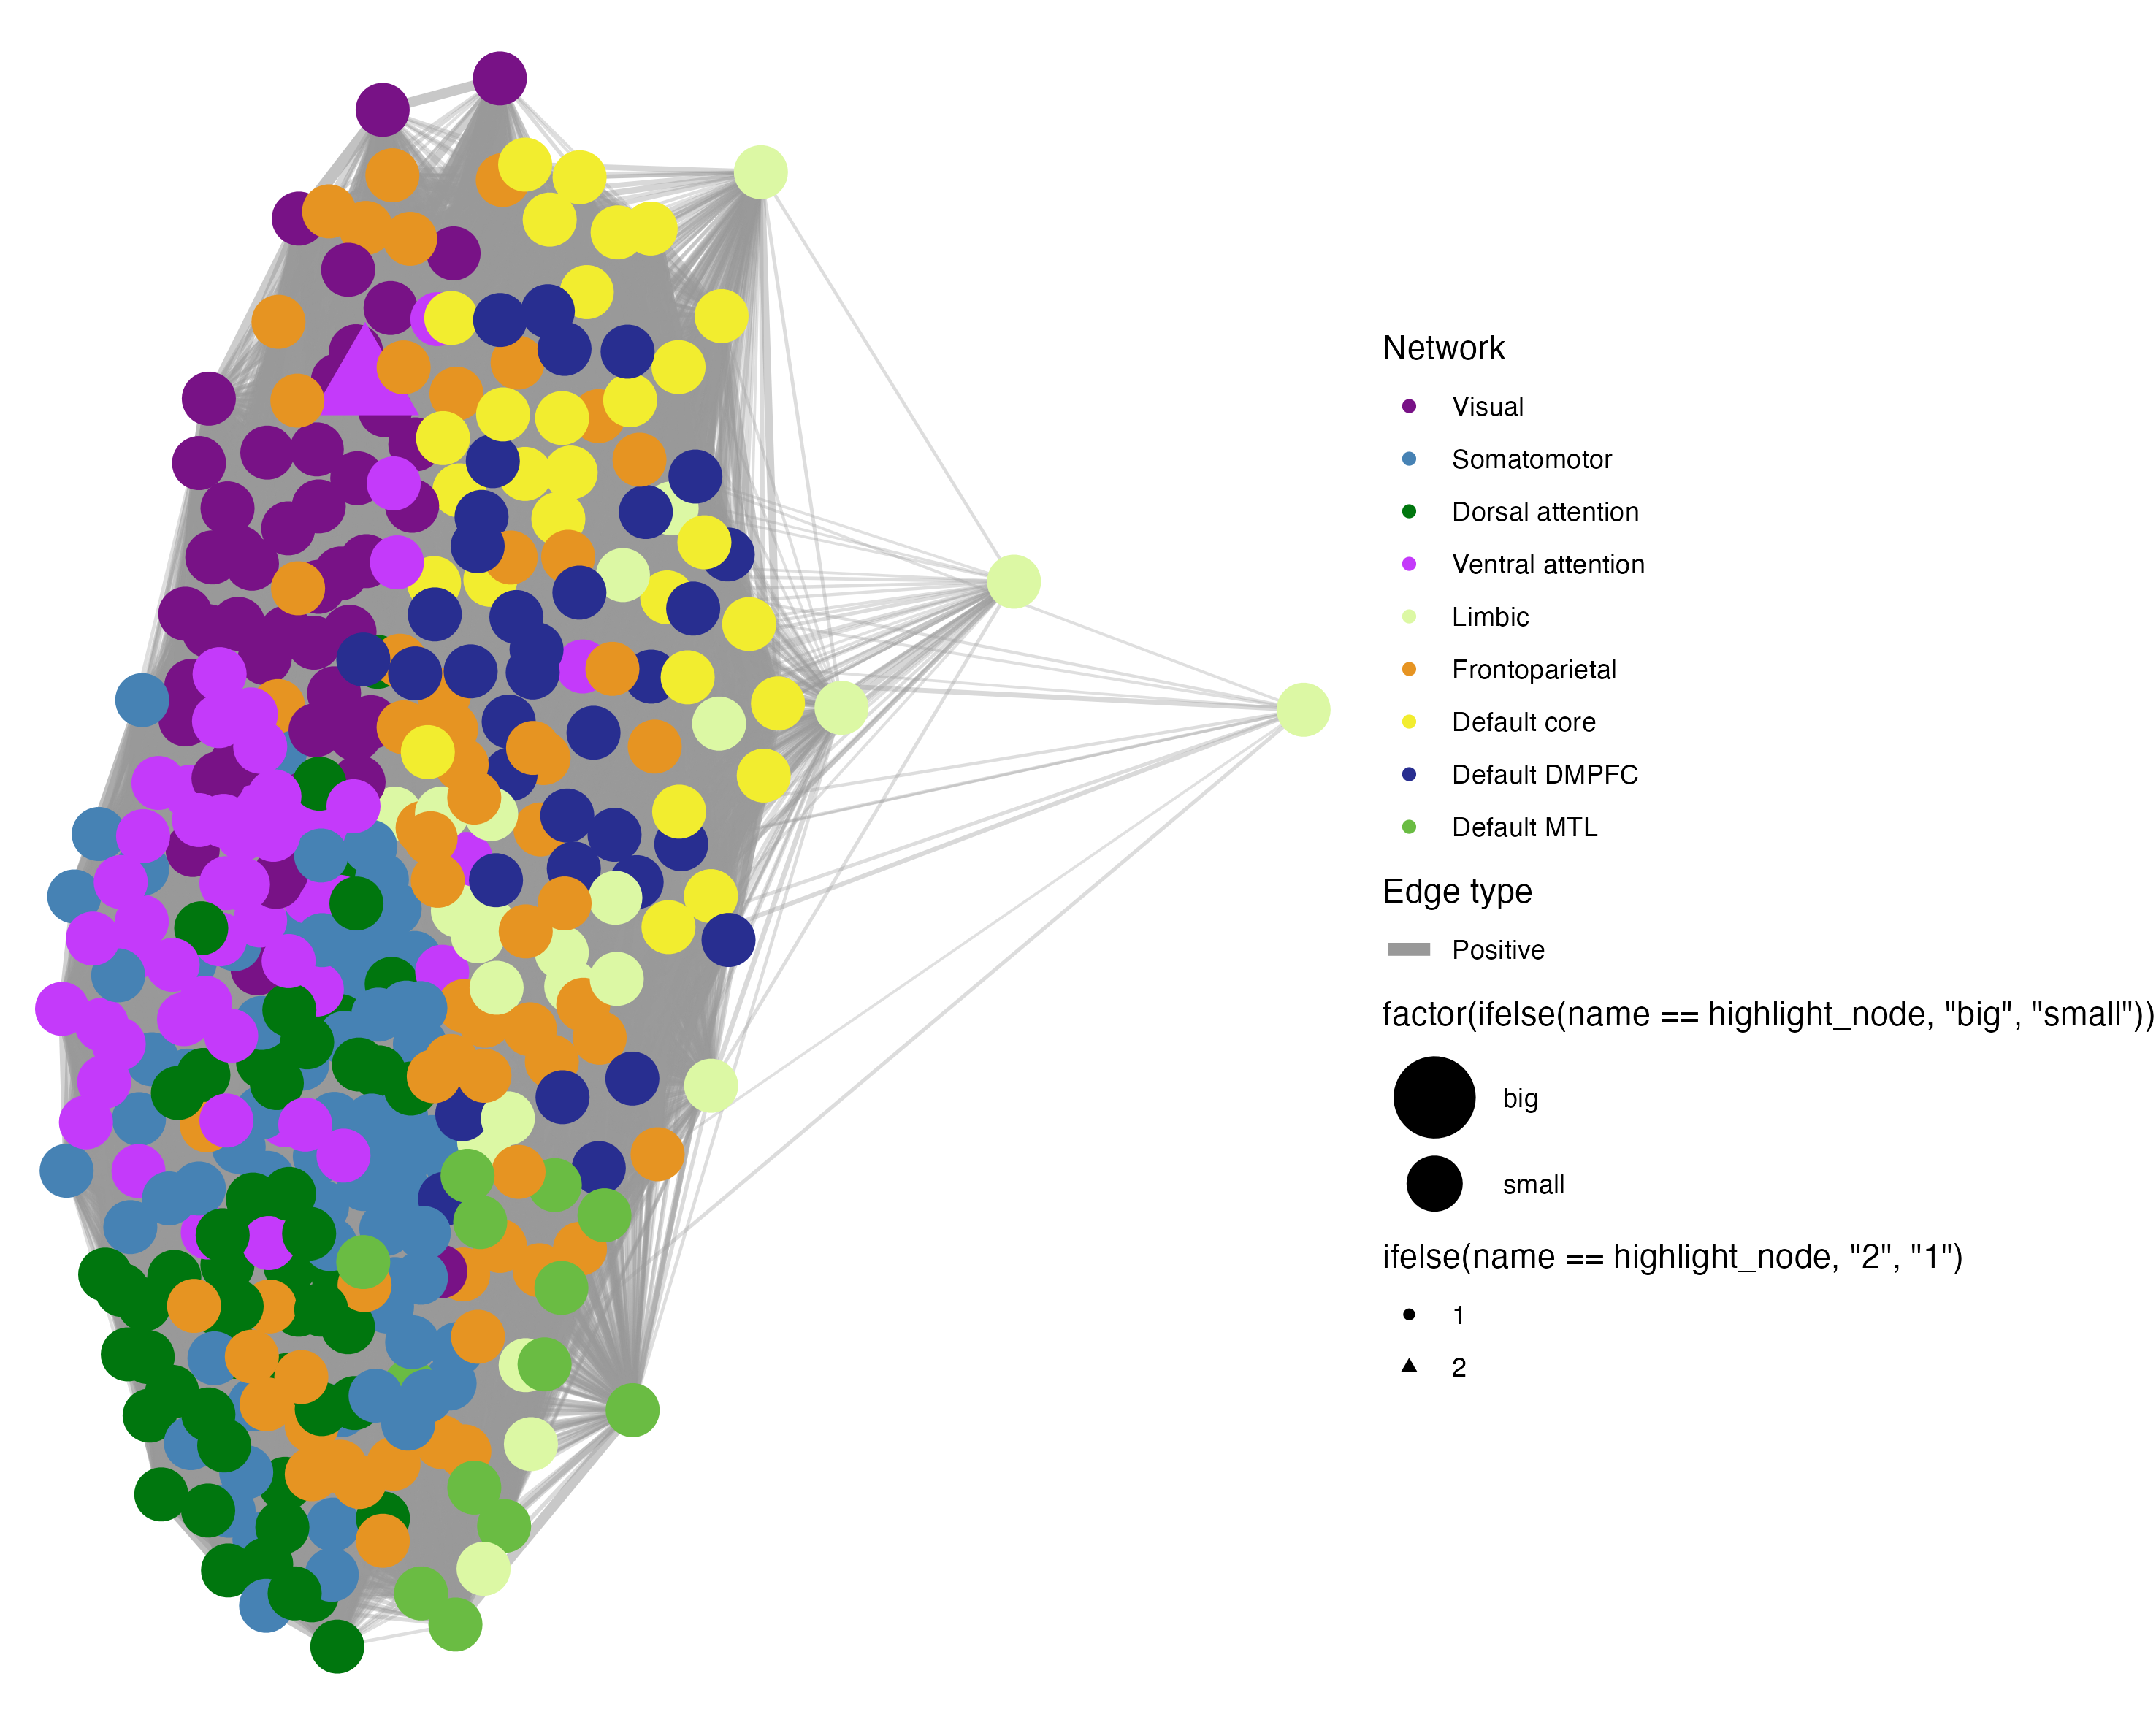 Network
Visual
Somatomotor
Dorsal attention
Ventral attention
Limbic
Frontoparietal
Default core
Default DMPFC
Default MTL
Edge type
Positive
factor(ifelse(name == highlight_node, "big", "small"))
big
small
ifelse(name == highlight_node, "2", "1")
1
2